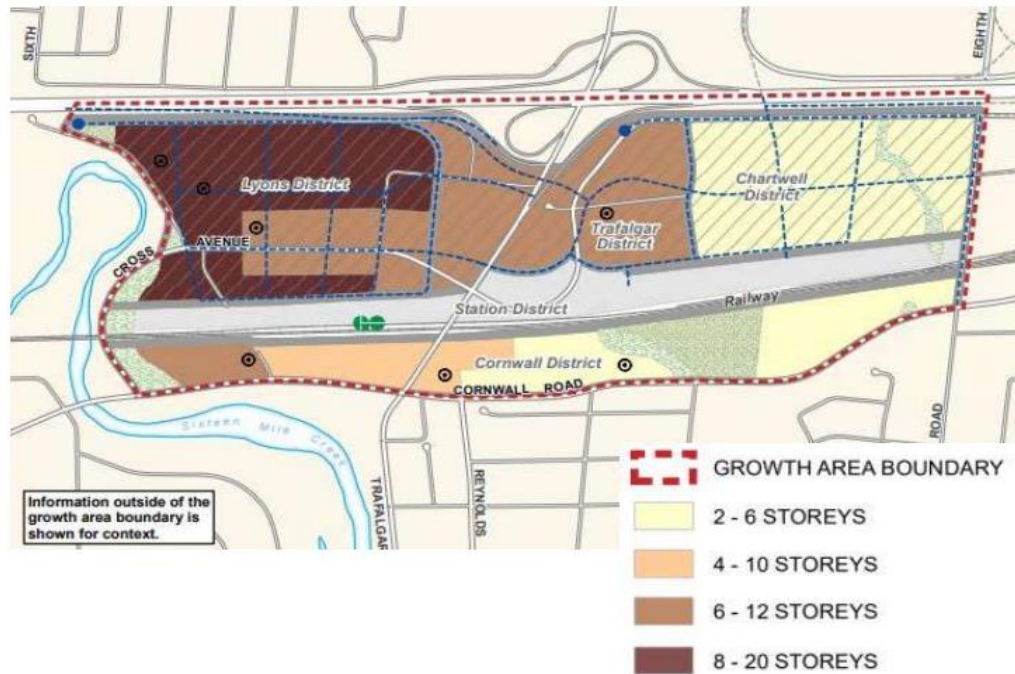 SIXTH
EIGHTH
Lyons District
Chartwell
District
Trafalgar
District
CROSS
AVENUE
Station District
Railway
GO
Cornwall District
CORNWALL ROAD
ROAD
Sixteen Mile Creek
TRAFALGAR
REYNOLDS
Information outside of the
growth area boundary is
shown for context.
GROWTH AREA BOUNDARY
2 - 6 STOREYS
4 - 10 STOREYS
6 - 12 STOREYS
8 - 20 STOREYS